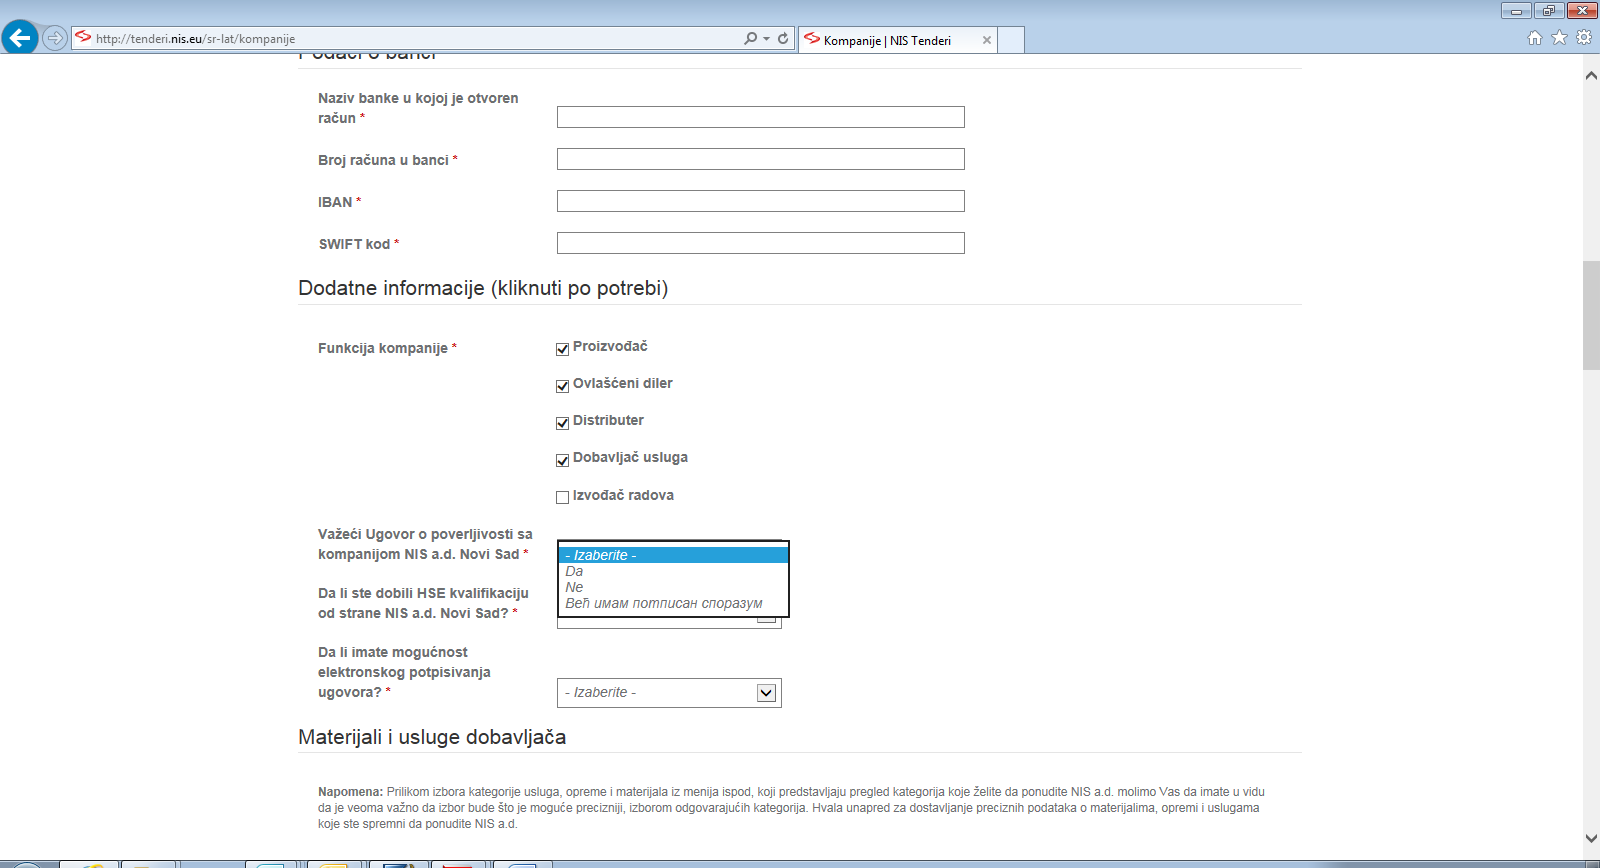 http://tenderi.nis.eu/sr-lat/kompanije
Kompanije | NIS Tenderi
Podaci o banci
Naziv banke u kojoj je otvoren
račun *
Broj računa u banci *
IBAN *
SWIFT kod *
Dodatne informacije (kliknuti po potrebi)
Funkcija kompanije *
Proizvođač
Ovlašćeni diler
Distributer
Dobavljač usluga
Izvođač radova
Važeći Ugovor o poverljivosti sa
kompanijom NIS a.d. Novi Sad *
- Izaberite -
Da
Ne
Већ имам потписан споразум
Da li ste dobili HSE kvalifikaciju
od strane NIS a.d. Novi Sad? *
Da li imate mogućnost
elektronskog potpisivanja
ugovora? *
- Izaberite -
Materijali i usluge dobavljača
Napomena: Prilikom izbora kategorije usluga, opreme i materijala iz menija ispod, koji predstavljaju pregled kategorija koje želite da ponudite NIS a.d. molimo Vas da imate u vidu
da je veoma važno da izbor bude što je moguće precizniji, izborom odgovarajućih kategorija. Hvala unapred za dostavljanje preciznih podataka o materijalima, opremi i uslugama
koje ste spremni da ponudite NIS a.d.